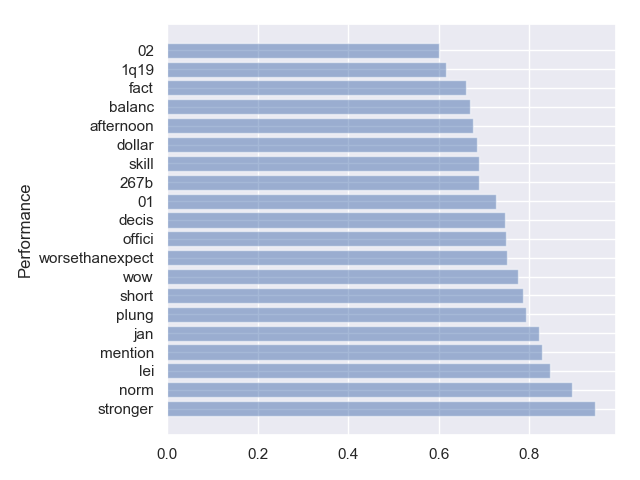 02
1q19
fact
balanc
afternoon
dollar
skill
267b
01
decis
offici
worsethanexpect
wow
short
plung
jan
mention
lei
norm
stronger
Performance
0.0 0.2 0.4 0.6 0.8